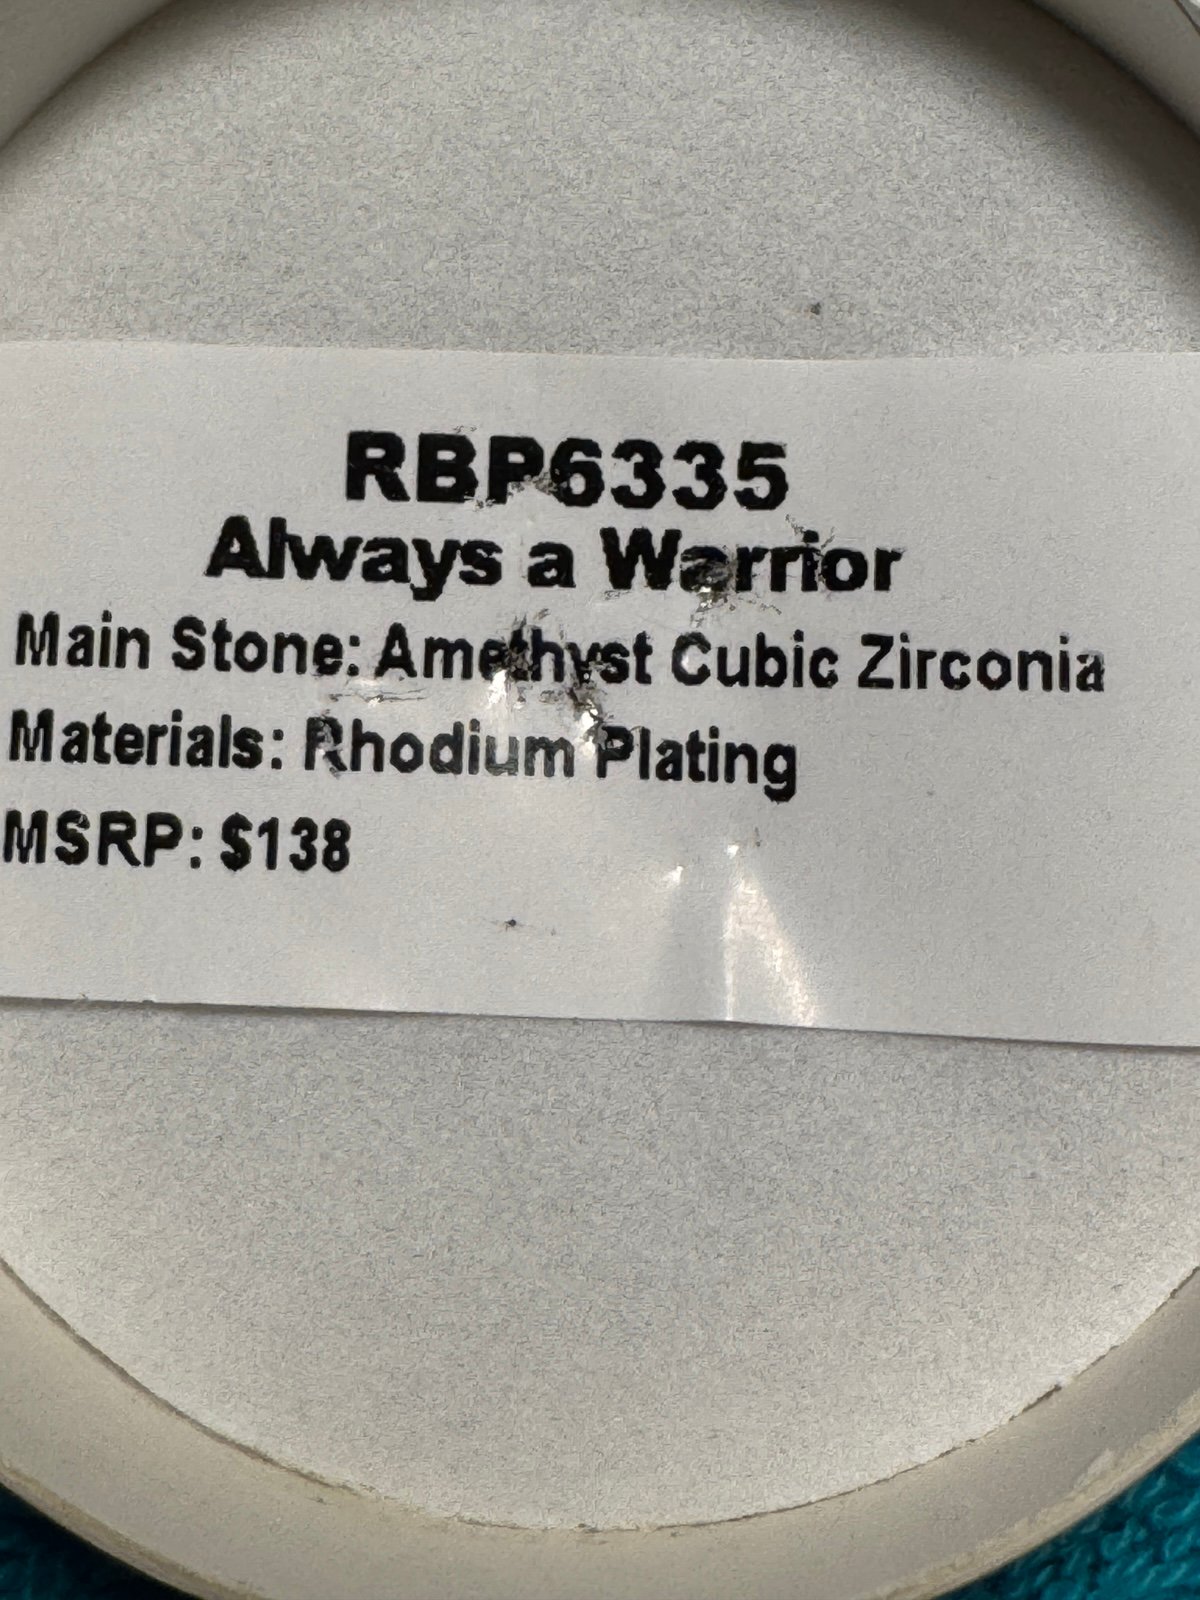 RBP6335
Always a Warrior
Main Stone: Amethyst Cubic Zirconia
Materials: Rhodium Plating
MSRP: $138